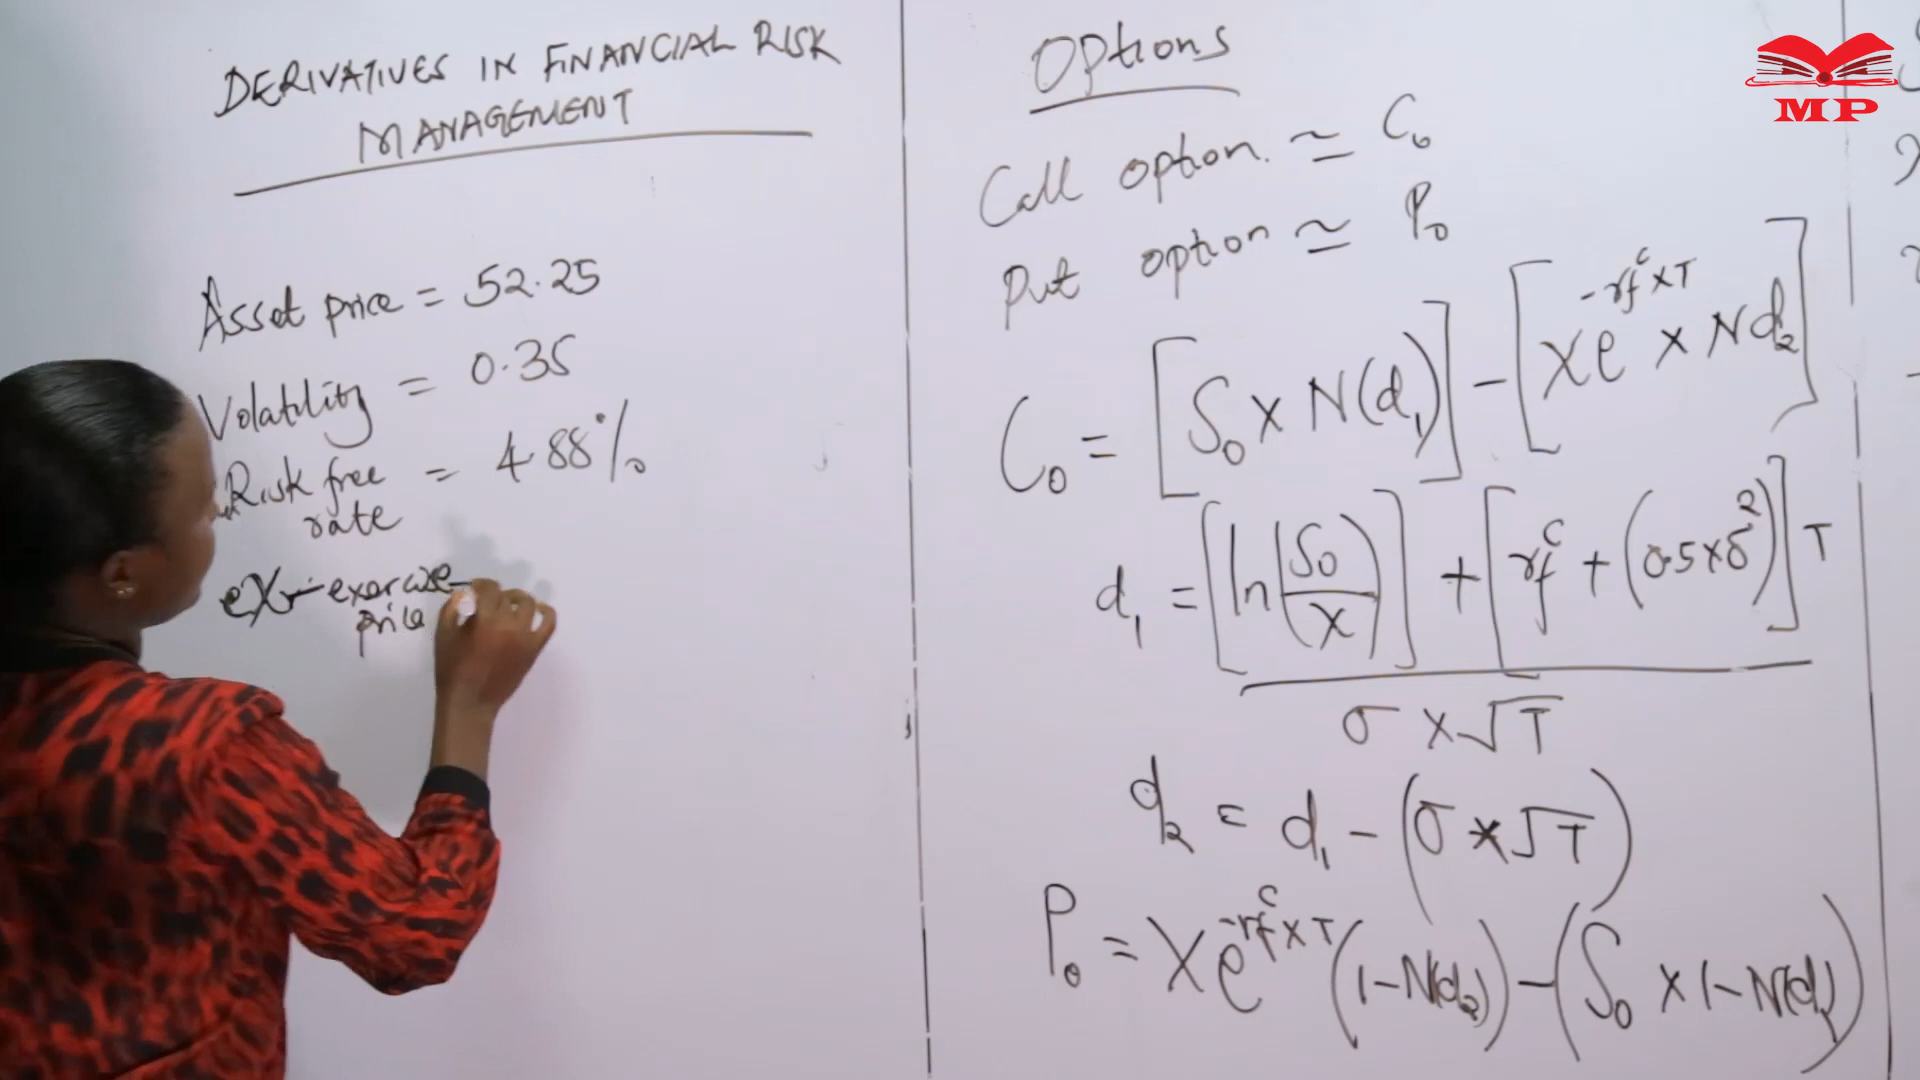 DERIVATIVES IN FINANCIAL RISK
MANAGEMENT
Asset price = 52.25
Volatility = 0.35
Risk free = 4.88%
rate
eX - exercise
price
Options
Call option ≃ C₀
Put option ≃ P₀
C₀ = [S₀ × N(d₁)] - [Xe^(-rf^c × T) × Nd₂]
d₁ = [ln(S₀/X)] + [rf^c + (0.5×σ²)]T
σ × √T
d₂ = d₁ - (σ × √T)
P₀ = Xe^(-rf^c × T) (1-N(d₂)) - (S₀ × 1-N(d₁))
MP